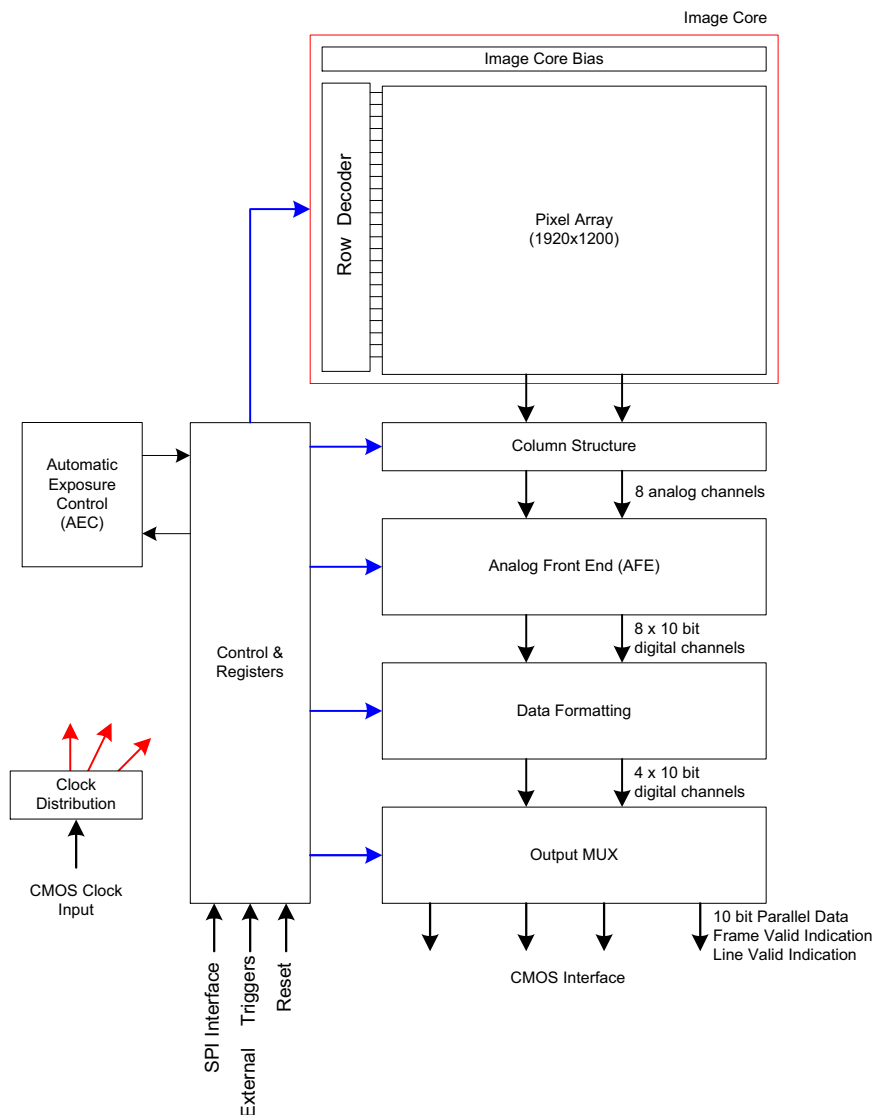 Image Core
Image Core Bias
Row Decoder
Pixel Array
(1920x1200)
Automatic
Exposure
Control
(AEC)
Column Structure
8 analog channels
Analog Front End (AFE)
8 x 10 bit
digital channels
Control &
Registers
Data Formatting
4 x 10 bit
digital channels
Clock
Distribution
Output MUX
CMOS Clock
Input
10 bit Parallel Data
Frame Valid Indication
Line Valid Indication
CMOS Interface
SPI Interface
External Triggers
Reset